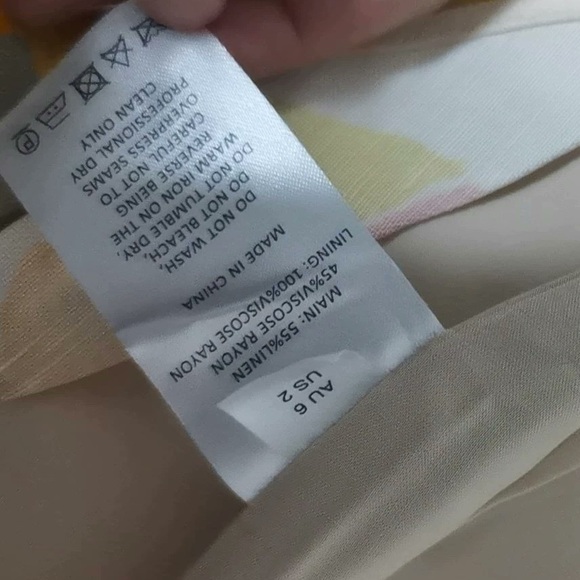 AU 6
US 2
MAIN: 55%LINEN
45%VISCOSE RAYON
LINING: 100%VISCOSE RAYON
MADE IN CHINA
DO NOT WASH,
DO NOT BLEACH,
DO NOT TUMBLE DRY,
WARM IRON ON THE
REVERSE BEING
CAREFUL NOT TO
OVERPRESS SEAMS
PROFESSIONAL DRY
CLEAN ONLY
P